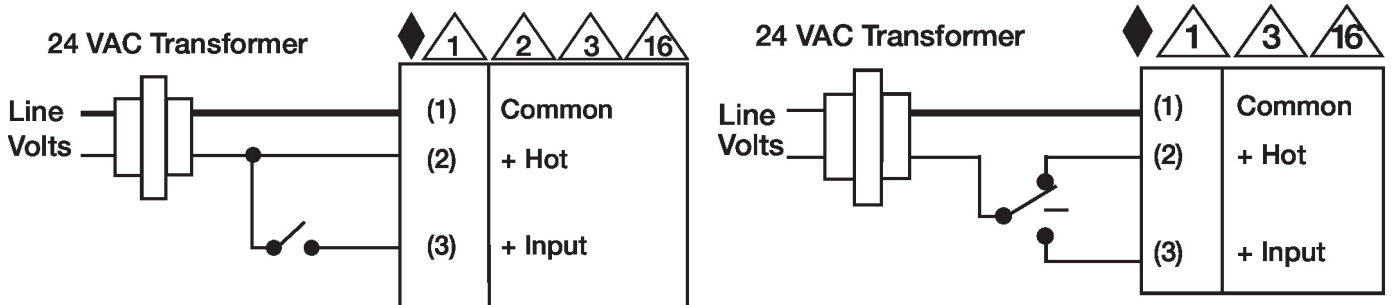 24 VAC Transformer
1 2 3 16
Line
Volts
(1) Common
(2) + Hot
(3) + Input
24 VAC Transformer
1 3 16
Line
Volts
(1) Common
(2) + Hot
(3) + Input